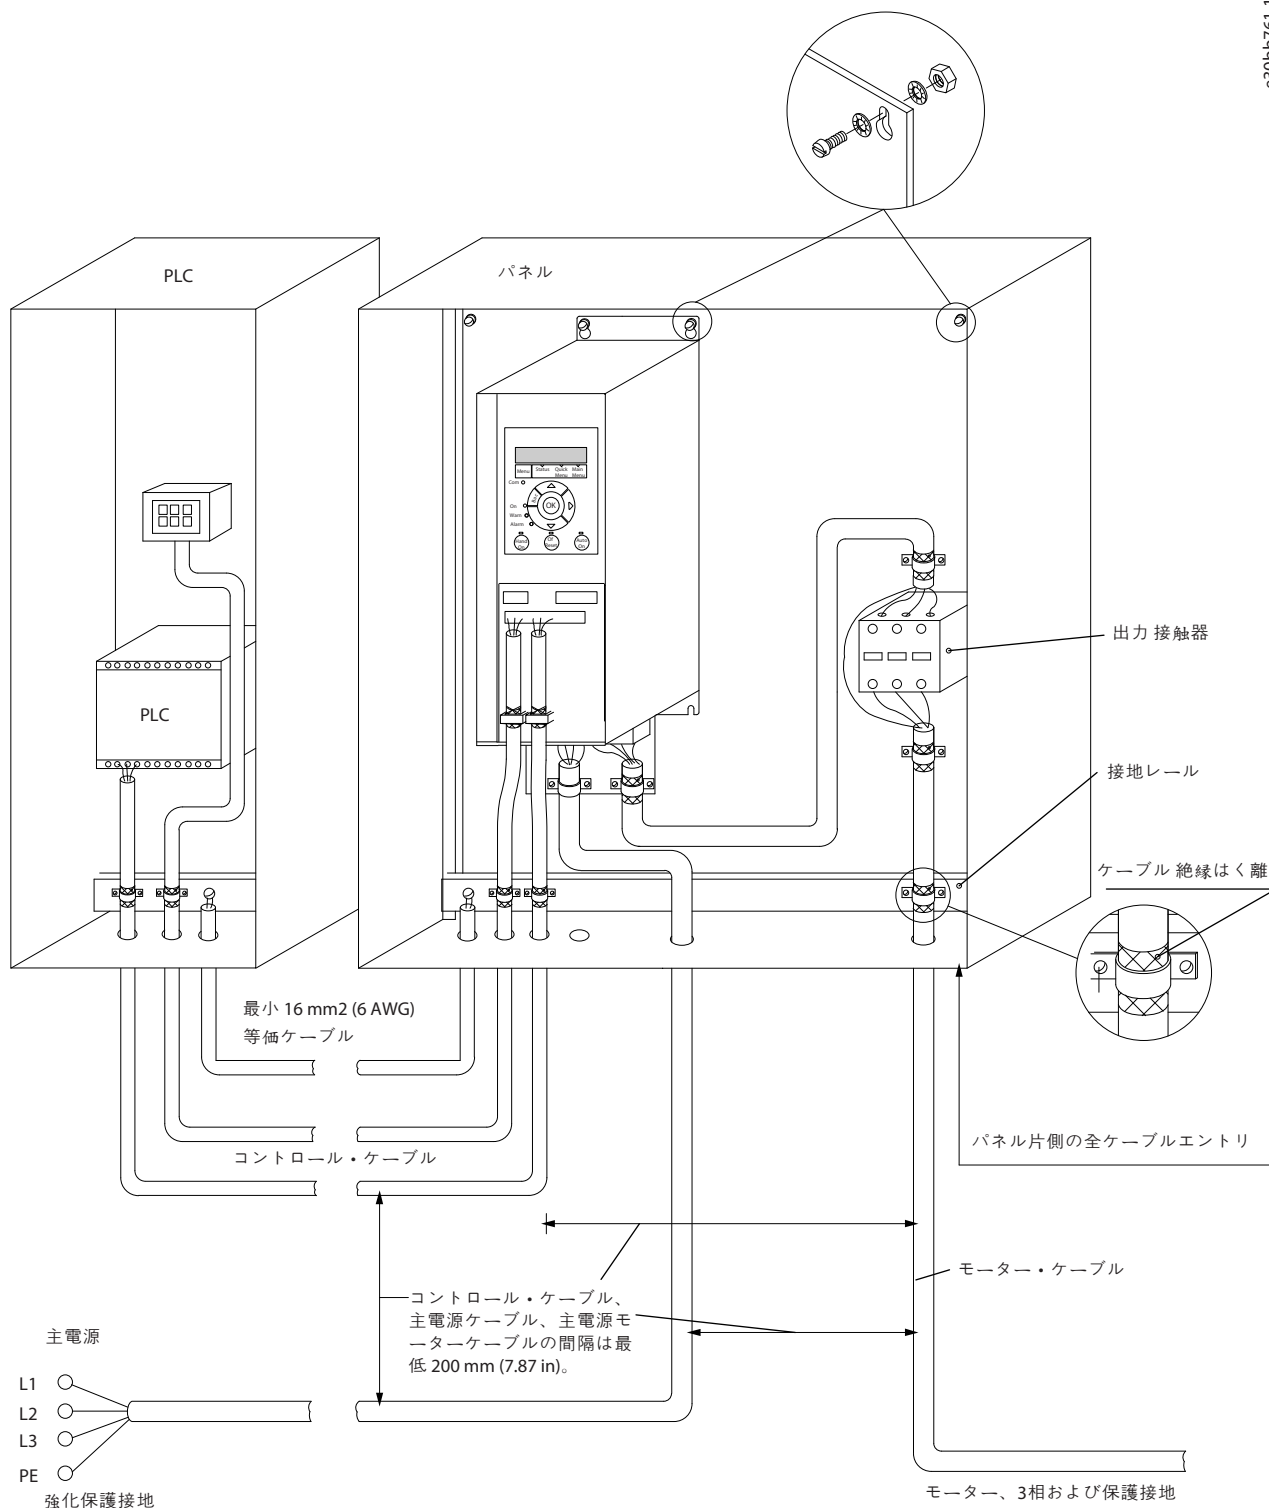 PLC
パネル
Menu
Status
Quick
Menu
Main
Menu
Com
Back
OK
On
Warn
Alarm
Hand
On
Off
Reset
Auto
On
PLC
出力 接触器
接地レール
ケーブル 絶縁はく離
最小 16 mm2 (6 AWG)
等価ケーブル
コントロール・ケーブル
パネル片側の全ケーブルエントリ
モーター・ケーブル
コントロール・ケーブル、
主電源ケーブル、主電源モ
ーターケーブルの間隔は最
低 200 mm (7.87 in)。
主電源
L1
L2
L3
PE
強化保護接地
モーター、3相および保護接地